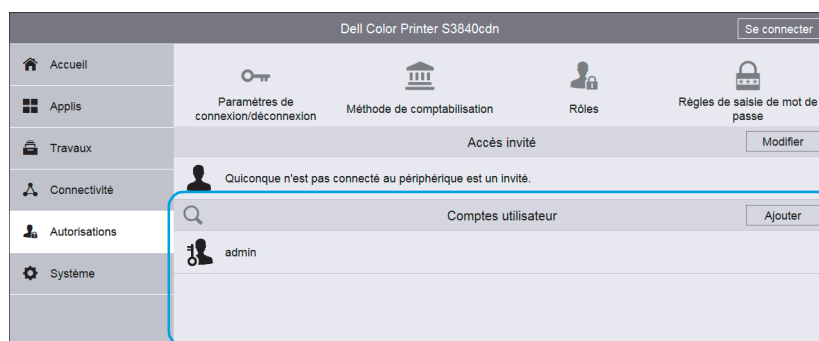 Dell Color Printer S3840cdn
Se connecter
Accueil
Applis
Travaux
Connectivité
Autorisations
Système
Paramètres de
connexion/déconnexion
Méthode de comptabilisation
Rôles
Règles de saisie de mot de
passe
Accès invité
Modifier
Quiconque n'est pas connecté au périphérique est un invité.
Comptes utilisateur
Ajouter
admin